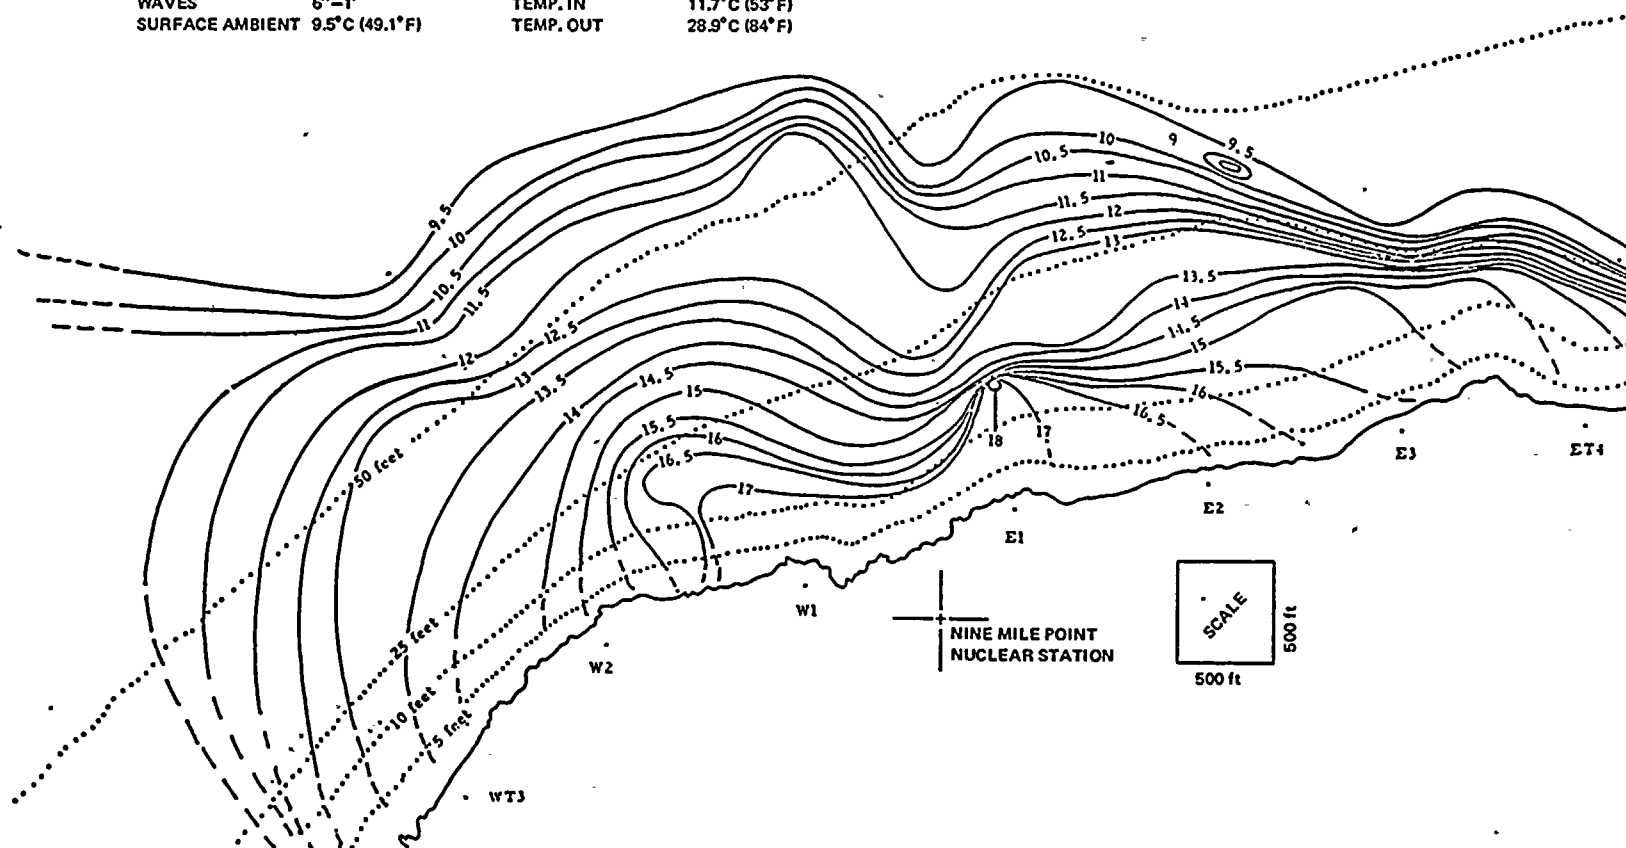 WAVES 6"–1' TEMP. IN 11.7°C (53°F)
SURFACE AMBIENT 9.5°C (49.1°F) TEMP. OUT 28.9°C (84°F)
9.5
10
10.5
11
11.5
12
12.5
13
13.5
14
14.5
15
15.5
16
16.5
17
18
17
9
9.5
10
10.5
11
11.5
12
12.5
13
13.5
14
14.5
15
15.5
16
16.5
50 feet
25 feet
10 feet
5 feet
WT3
W2
W1
E1
E2
E3
ET4
NINE MILE POINT
NUCLEAR STATION
SCALE
500 ft
500 ft